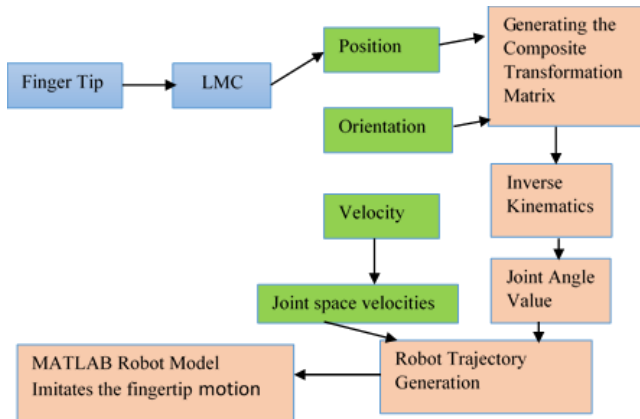 Finger Tip
LMC
Position
Orientation
Generating the
Composite
Transformation
Matrix
Inverse
Kinematics
Velocity
Joint Angle
Value
Joint space velocities
Robot Trajectory
Generation
MATLAB Robot Model
Imitates the fingertip motion